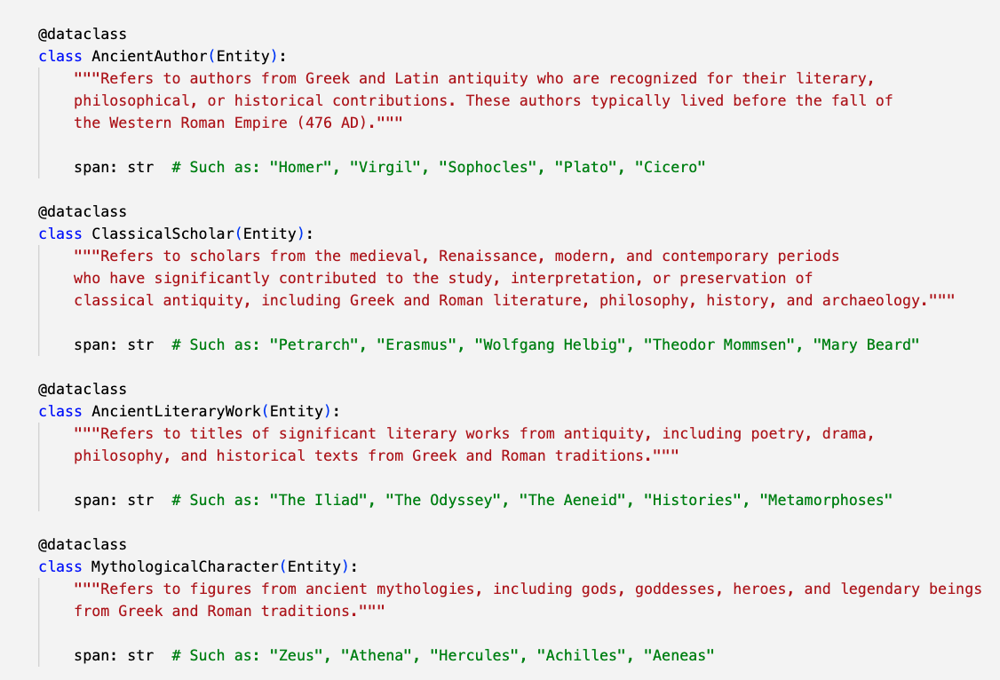 @dataclass
class AncientAuthor(Entity):
    """Refers to authors from Greek and Latin antiquity who are recognized for their literary,
    philosophical, or historical contributions. These authors typically lived before the fall of
    the Western Roman Empire (476 AD)."""

    span: str  # Such as: "Homer", "Virgil", "Sophocles", "Plato", "Cicero"

@dataclass
class ClassicalScholar(Entity):
    """Refers to scholars from the medieval, Renaissance, modern, and contemporary periods
    who have significantly contributed to the study, interpretation, or preservation of
    classical antiquity, including Greek and Roman literature, philosophy, history, and archaeology."""

    span: str  # Such as: "Petrarch", "Erasmus", "Wolfgang Helbig", "Theodor Mommsen", "Mary Beard"

@dataclass
class AncientLiteraryWork(Entity):
    """Refers to titles of significant literary works from antiquity, including poetry, drama,
    philosophy, and historical texts from Greek and Roman traditions."""

    span: str  # Such as: "The Iliad", "The Odyssey", "The Aeneid", "Histories", "Metamorphoses"

@dataclass
class MythologicalCharacter(Entity):
    """Refers to figures from ancient mythologies, including gods, goddesses, heroes, and legendary beings
    from Greek and Roman traditions."""

    span: str  # Such as: "Zeus", "Athena", "Hercules", "Achilles", "Aeneas"